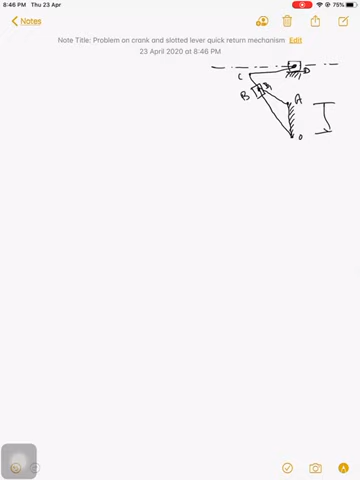 8:46 PM Thu 23 Apr
75%
Notes
Note Title: Problem on crank and slotted lever quick return mechanism Edit
23 April 2020 at 8:46 PM
C
D
B
A
O